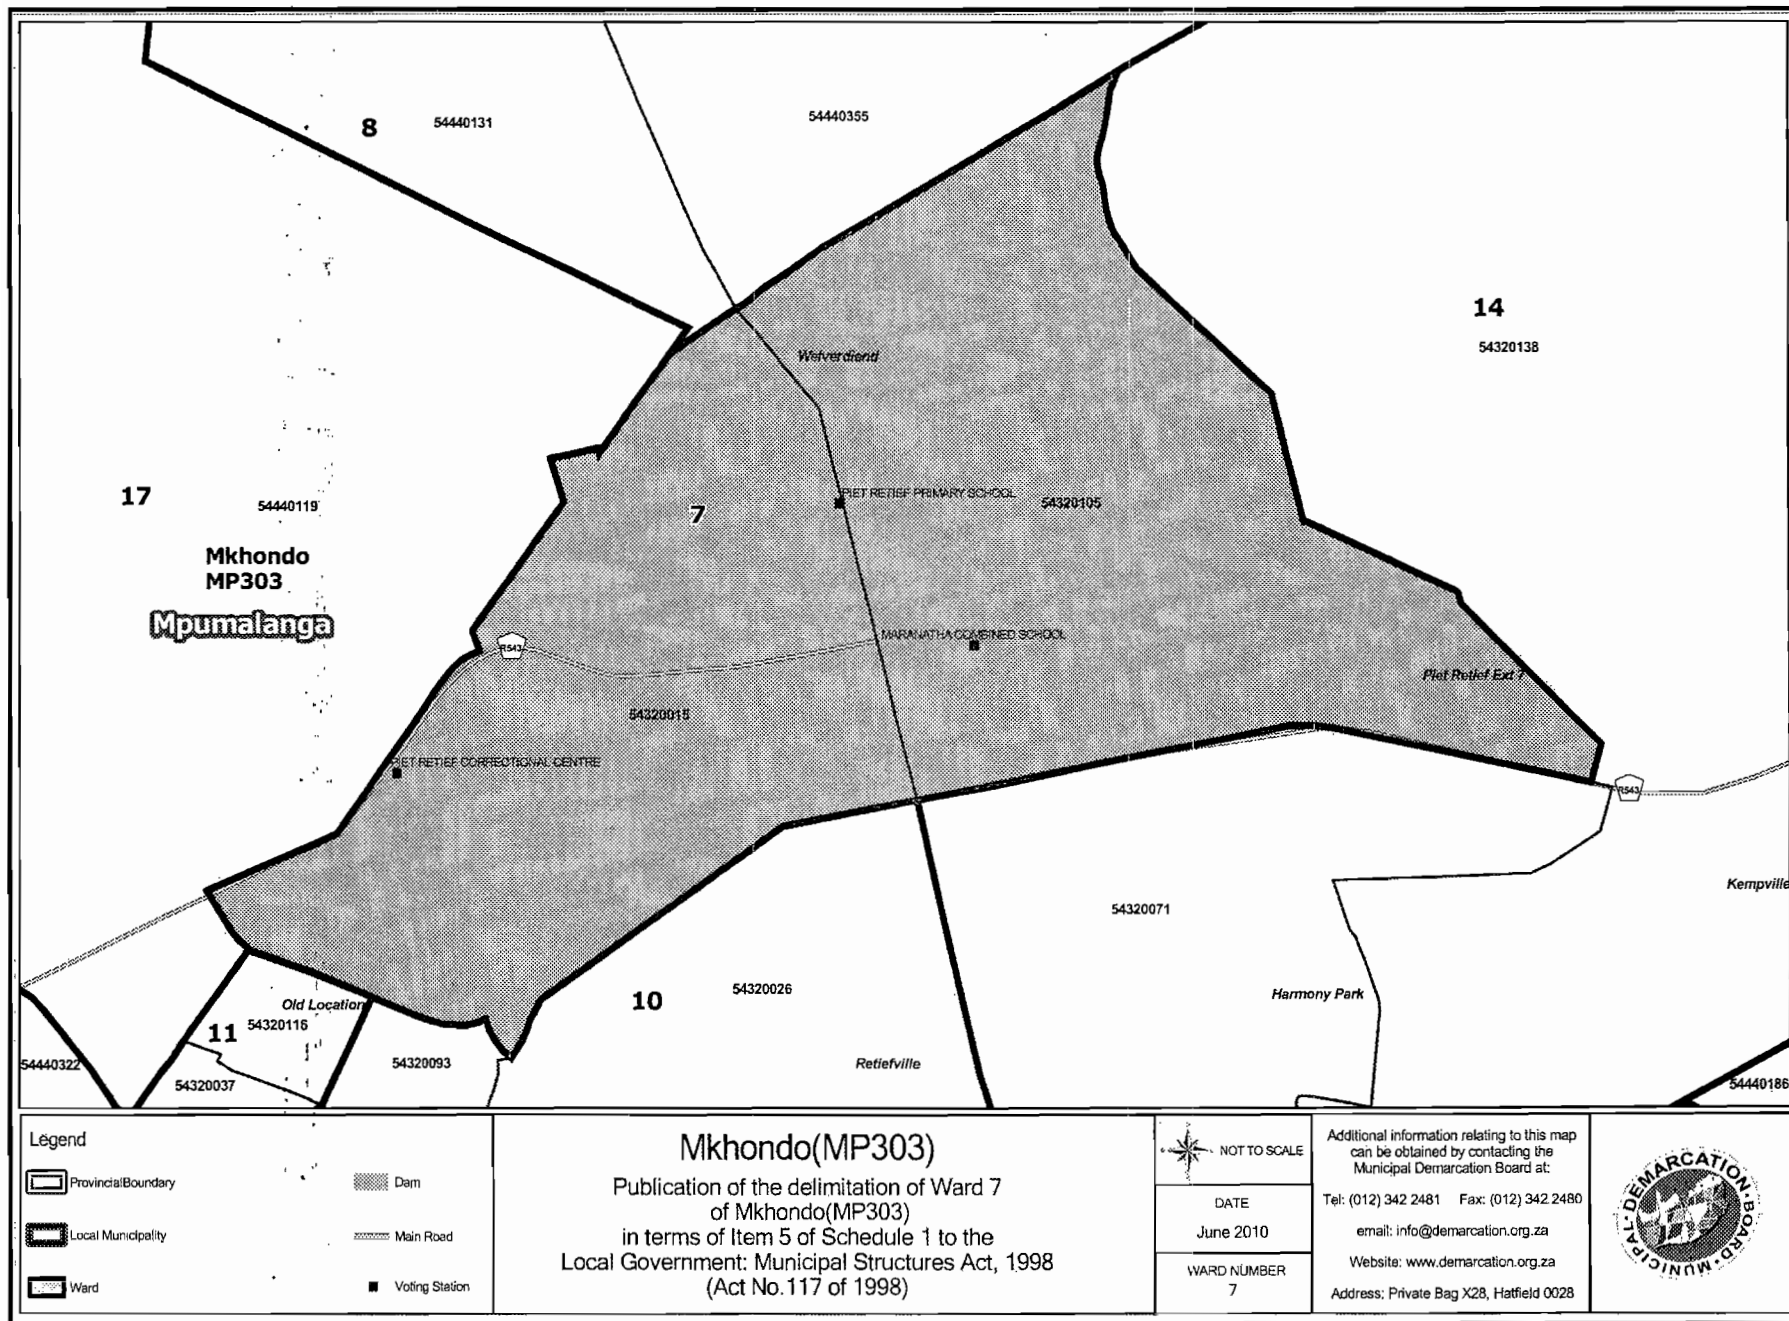 8
54440131
54440355
14
54320138
Welverdiend
17
54440119
PIET RETIEF PRIMARY SCHOOL
54320105
7
Mkhondo
MP303
Mpumalanga
R543
MARANATHA COMBINED SCHOOL
Piet Retief Ext 7
54320015
PIET RETIEF CORRECTIONAL CENTRE
R543
Kempville
54320071
10
54320026
Harmony Park
Old Location
11
54320116
54440322
54320037
54320093
Retiefville
54440186
Legend
Provincial Boundary
Local Municipality
Ward
Dam
Main Road
Voting Station
Mkhondo(MP303)
Publication of the delimitation of Ward 7
of Mkhondo(MP303)
in terms of Item 5 of Schedule 1 to the
Local Government: Municipal Structures Act, 1998
(Act No.117 of 1998)
NOT TO SCALE
DATE
June 2010
WARD NUMBER
7
Additional information relating to this map
can be obtained by contacting the
Municipal Demarcation Board at:
Tel: (012) 342 2481 Fax: (012) 342 2480
email: info@demarcation.org.za
Website: www.demarcation.org.za
Address: Private Bag X28, Hatfield 0028
MUNICIPAL DEMARCATION BOARD